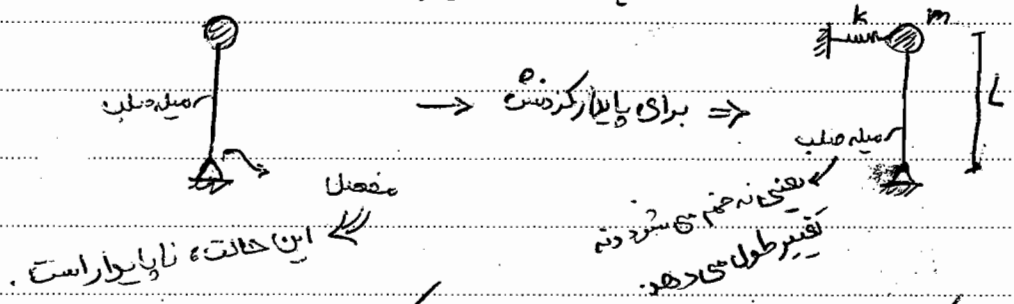 k m
L
میله صلب
برای پایدار کردنش
میله صلب
مفصل
این حالت، ناپایدار است.
یعنی نه خم می شود و نه
تغییر طول می دهد.